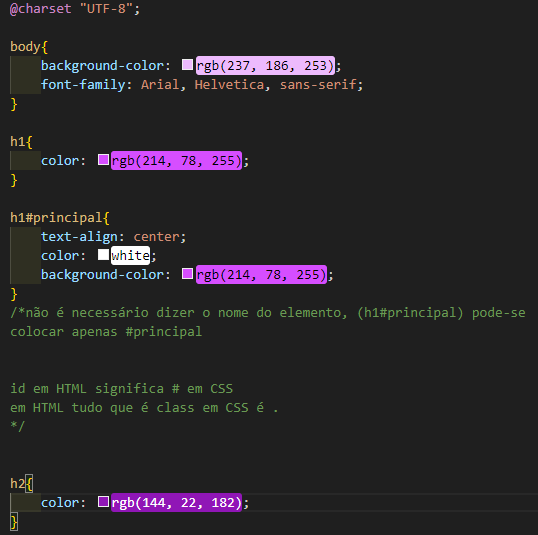 @charset "UTF-8";
body{
background-color: rgb(237, 186, 253);
font-family: Arial, Helvetica, sans-serif;
}
h1{
color: rgb(214, 78, 255);
}
h1#principal{
text-align: center;
color: white;
background-color: rgb(214, 78, 255);
}
/*não é necessário dizer o nome do elemento, (h1#principal) pode-se
colocar apenas #principal
id em HTML significa # em CSS
em HTML tudo que é class em CSS é .
*/
h2{
color: rgb(144, 22, 182);
}